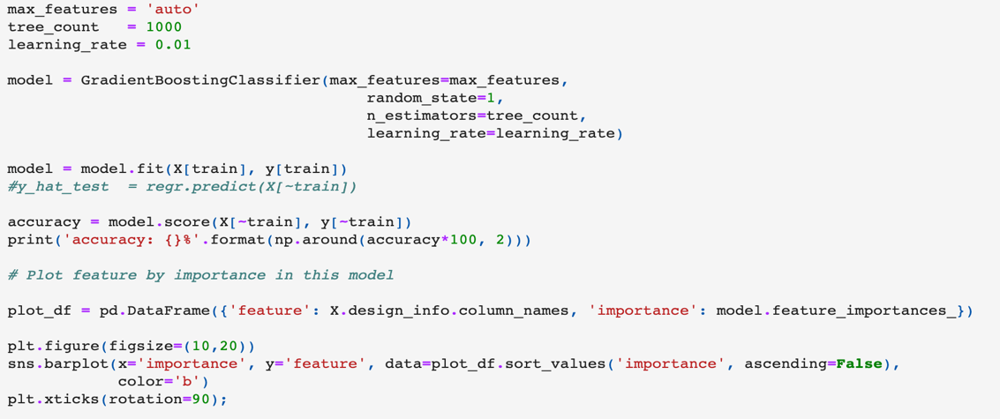 max_features = 'auto'
tree_count   = 1000
learning_rate = 0.01

model = GradientBoostingClassifier(max_features=max_features,
                                   random_state=1,
                                   n_estimators=tree_count,
                                   learning_rate=learning_rate)

model = model.fit(X[train], y[train])
#y_hat_test  = regr.predict(X[~train])

accuracy = model.score(X[~train], y[~train])
print('accuracy: {}%'.format(np.around(accuracy*100, 2)))

# Plot feature by importance in this model

plot_df = pd.DataFrame({'feature': X.design_info.column_names, 'importance': model.feature_importances_})

plt.figure(figsize=(10,20))
sns.barplot(x='importance', y='feature', data=plot_df.sort_values('importance', ascending=False),
            color='b')
plt.xticks(rotation=90);